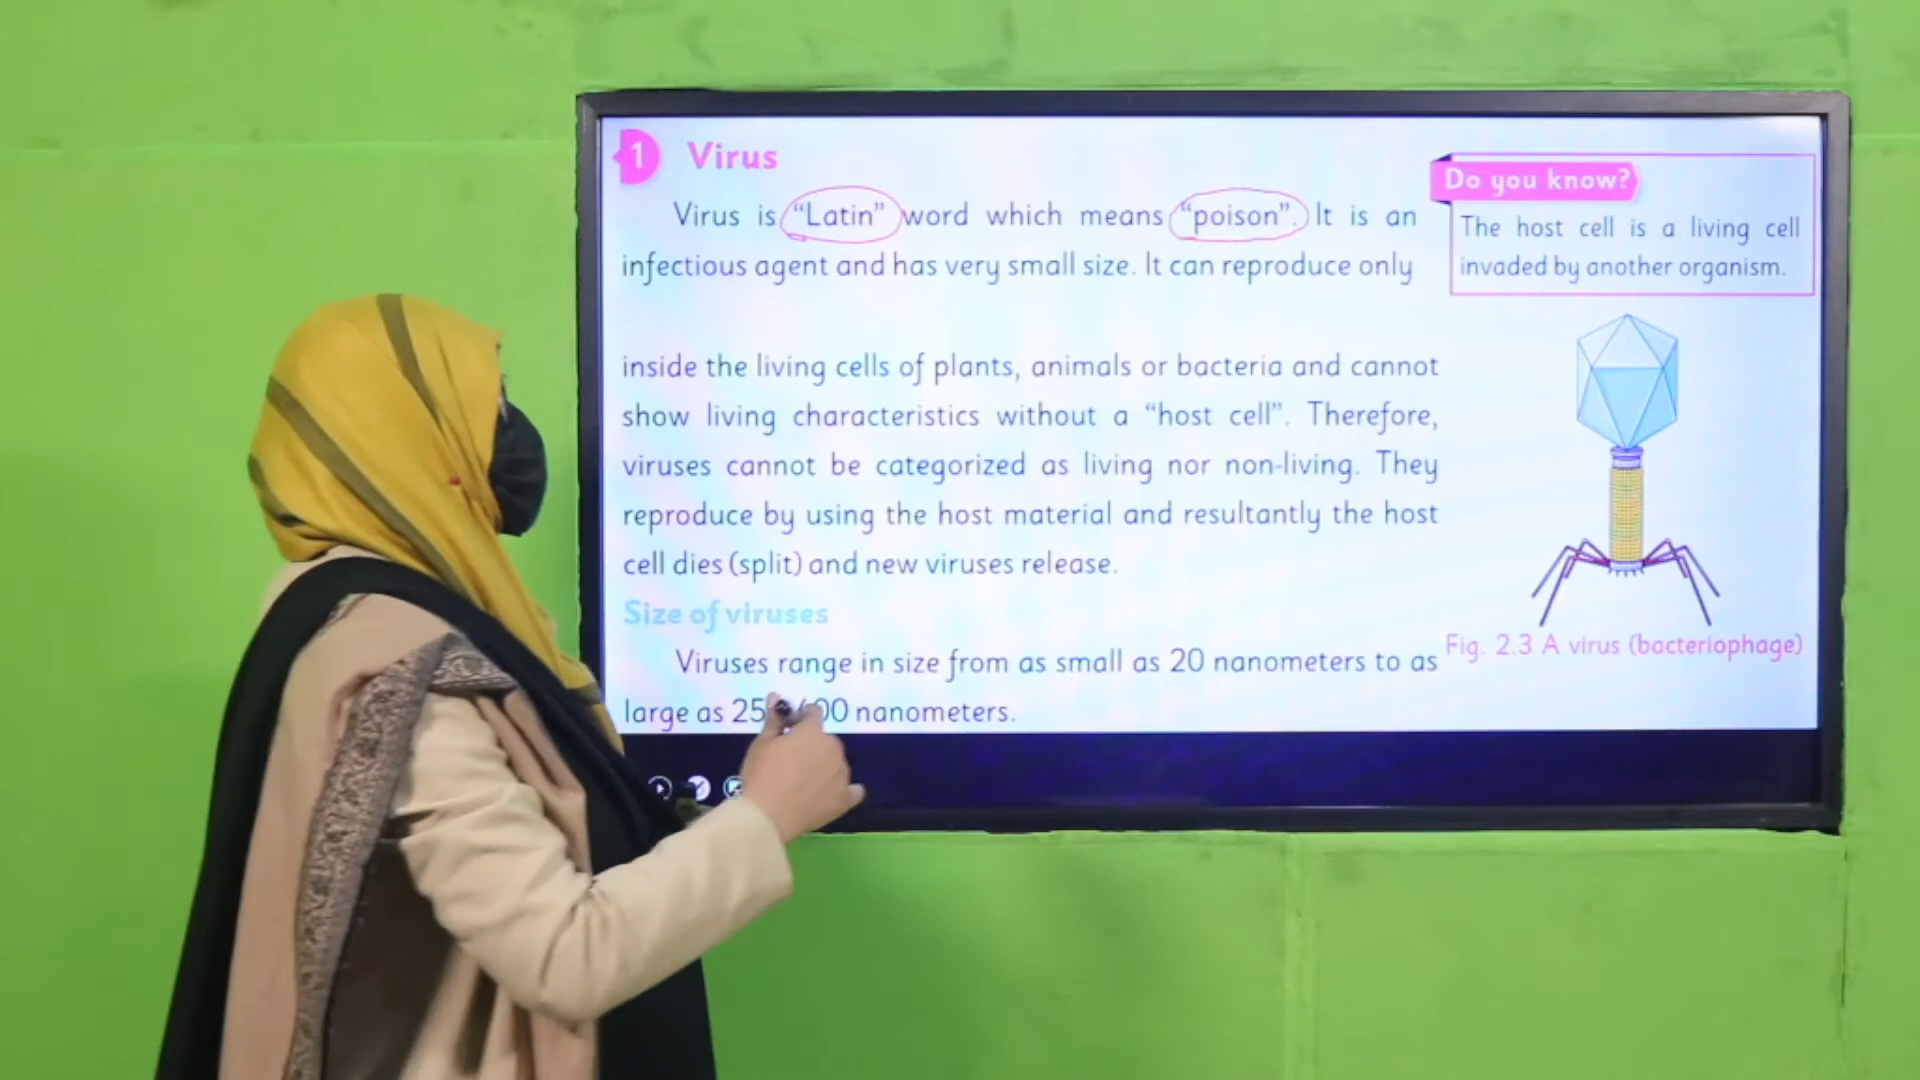 1 Virus
Virus is “Latin” word which means “poison”. It is an
infectious agent and has very small size. It can reproduce only
inside the living cells of plants, animals or bacteria and cannot
show living characteristics without a “host cell”. Therefore,
viruses cannot be categorized as living nor non-living. They
reproduce by using the host material and resultantly the host
cell dies (split) and new viruses release.
Size of viruses
Viruses range in size from as small as 20 nanometers to as
large as nanometers.
Do you know?
The host cell is a living cell
invaded by another organism.
Fig. 2.3 A virus (bacteriophage)